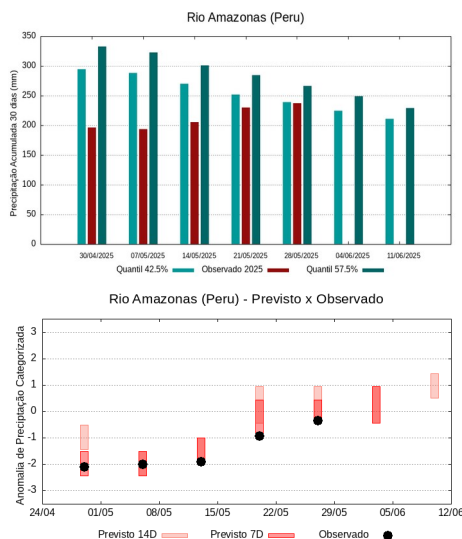 Rio Amazonas (Peru)
Precipitação Acumulada 30 dias (mm)
350
300
250
200
150
100
50
0
30/04/2025 07/05/2025 14/05/2025 21/05/2025 28/05/2025 04/06/2025 11/06/2025
Quantil 42.5% Observado 2025 Quantil 57.5%
Rio Amazonas (Peru) - Previsto x Observado
Anomalia de Precipitação Categorizada
3
2
1
0
-1
-2
-3
24/04 01/05 08/05 15/05 22/05 29/05 05/06 12/06
Previsto 14D Previsto 7D Observado